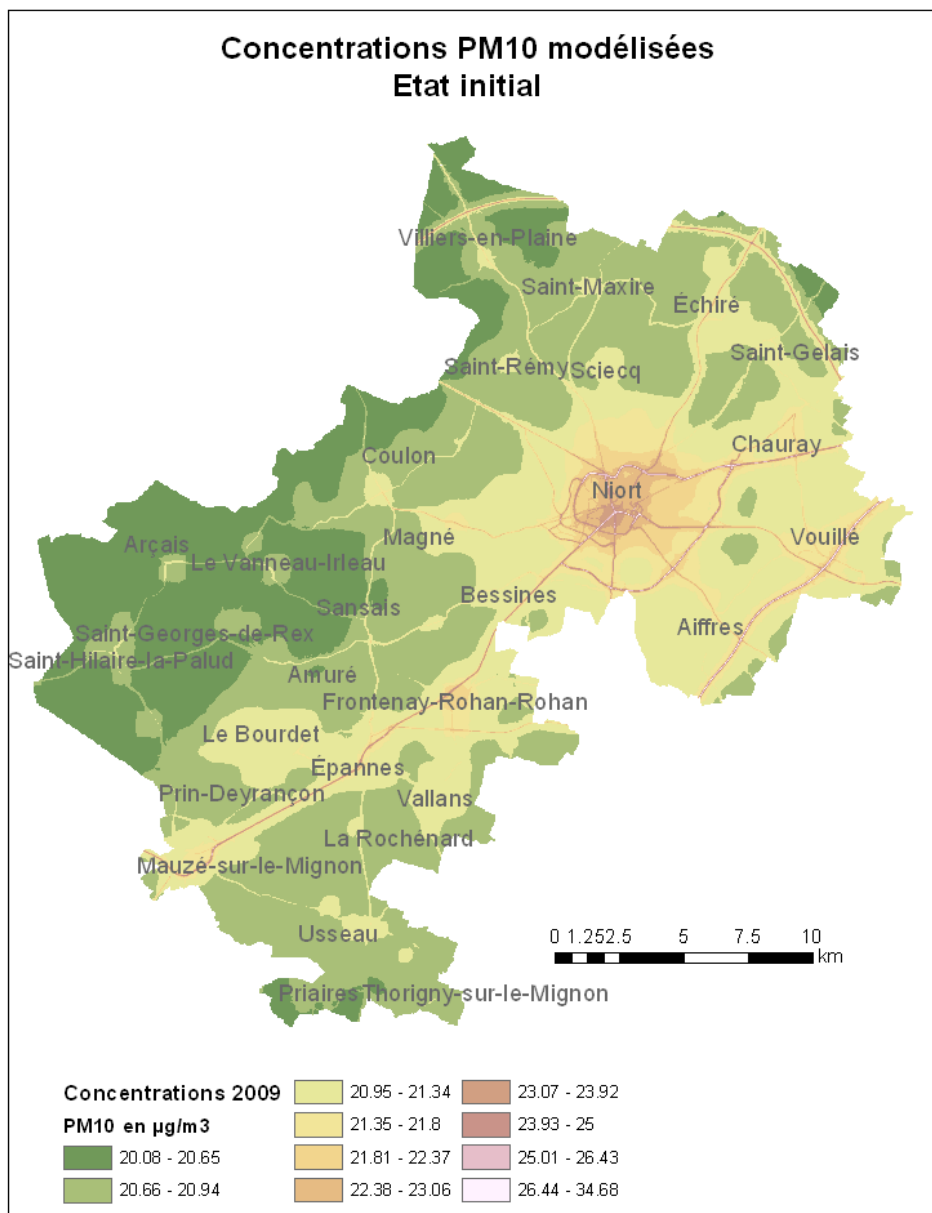 Concentrations PM10 modélisées
Etat initial
Villiers-en-Plaine
Saint-Maxire
Échiré
Saint-Rémy
Sciecq
Saint-Gelais
Chauray
Coulon
Niort
Magné
Vouillé
Arçais
Le Vanneau-Irleau
Bessines
Sansais
Aiffres
Saint-Georges-de-Rex
Saint-Hilaire-la-Palud
Amuré
Frontenay-Rohan-Rohan
Le Bourdet
Épannes
Prin-Deyrançon
Vallans
La Rochénard
Mauzé-sur-le-Mignon
Usseau
Priaires
Thorigny-sur-le-Mignon
0 1.25 2.5 5 7.5 10
km
Concentrations 2009
PM10 en µg/m3
20.08 - 20.65
20.66 - 20.94
20.95 - 21.34
21.35 - 21.8
21.81 - 22.37
22.38 - 23.06
23.07 - 23.92
23.93 - 25
25.01 - 26.43
26.44 - 34.68